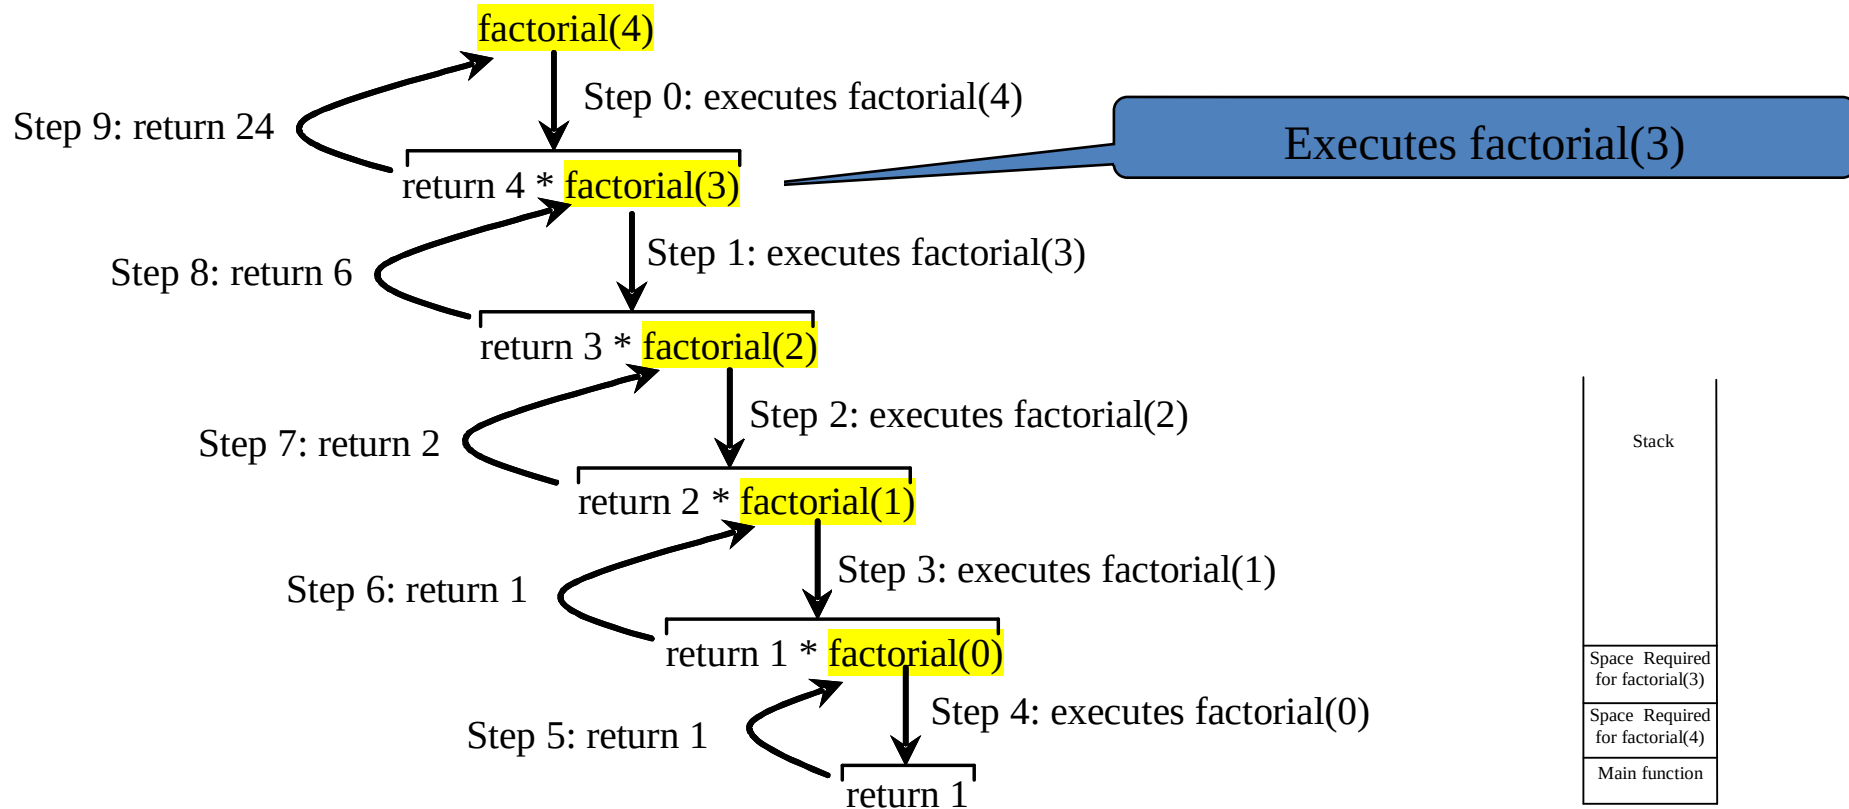 factorial(4)
Step 0: executes factorial(4)
Step 9: return 24
Executes factorial(3)
return 4 * factorial(3)
Step 1: executes factorial(3)
Step 8: return 6
return 3 * factorial(2)
Step 2: executes factorial(2)
Step 7: return 2
Stack
return 2 * factorial(1)
Step 3: executes factorial(1)
Step 6: return 1
return 1 * factorial(0)
Space Required
for factorial(3)
Step 4: executes factorial(0)
Space Required
for factorial(4)
Step 5: return 1
Main function
return 1